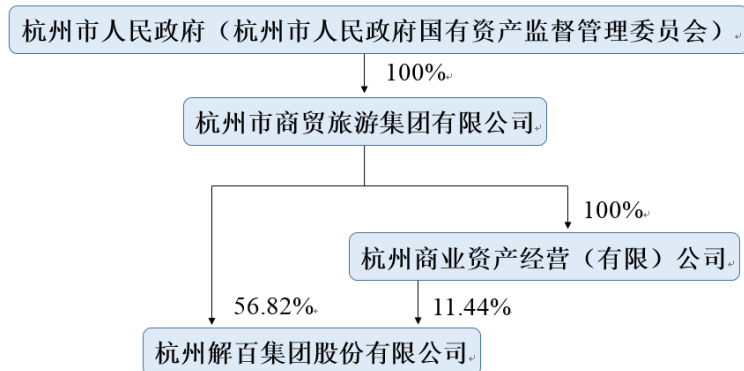 杭州市人民政府（杭州市人民政府国有资产监督管理委员会）
100%
杭州市商贸旅游集团有限公司
100%
杭州商业资产经营（有限）公司
56.82%
11.44%
杭州解百集团股份有限公司